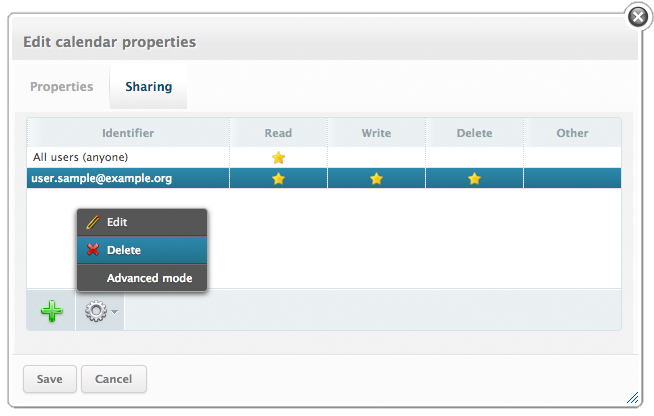 Edit calendar properties
Properties Sharing
Identifier Read Write Delete Other
All users (anyone)
user.sample@example.org
Edit
Delete
Advanced mode
Save Cancel